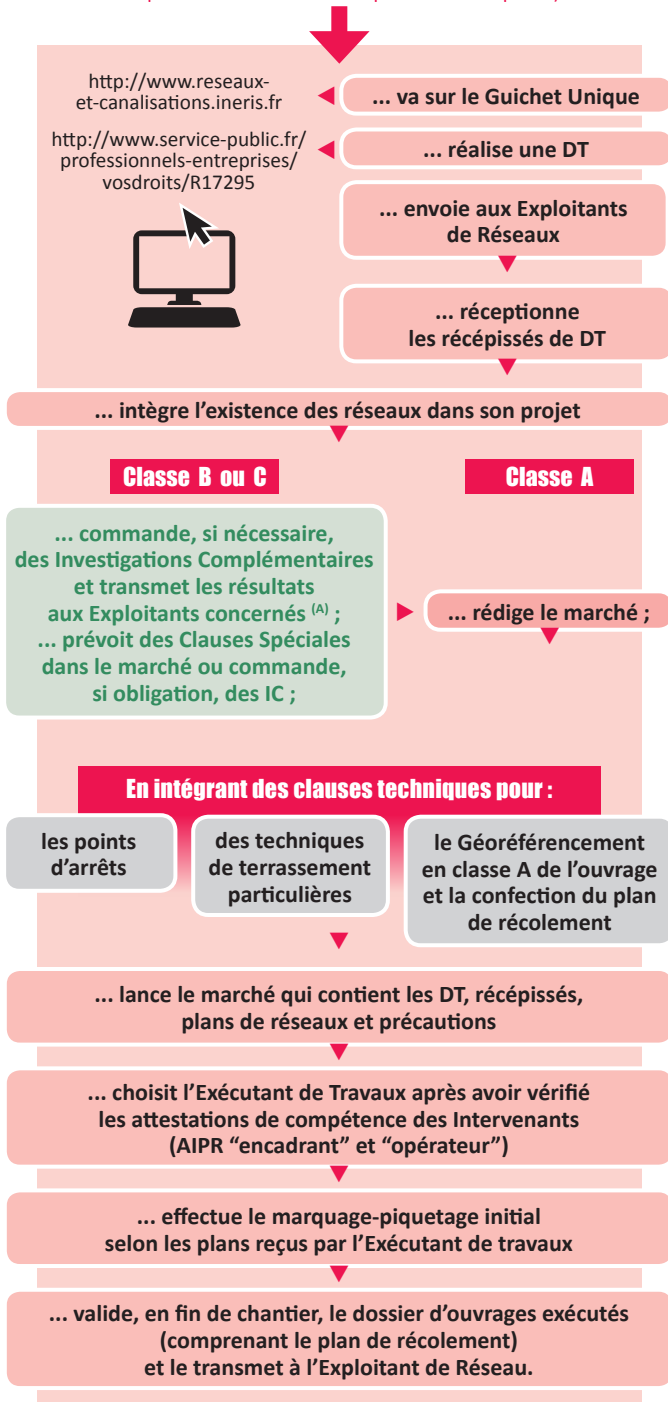 http://www.reseaux-
et-canalisations.ineris.fr
... va sur le Guichet Unique
http://www.service-public.fr/
professionnels-entreprises/
vosdroits/R17295
... réalise une DT
... envoie aux Exploitants
de Réseaux
... réceptionne
les récépissés de DT
... intègre l'existence des réseaux dans son projet
Classe B ou C
Classe A
... commande, si nécessaire,
des Investigations Complémentaires
et transmet les résultats
aux Exploitants concernés (A) ;
... prévoit des Clauses Spéciales
dans le marché ou commande,
si obligation, des IC ;
... rédige le marché ;
En intégrant des clauses techniques pour :
les points
d'arrêts
des techniques
de terrassement
particulières
le Géoréférencement
en classe A de l'ouvrage
et la confection du plan
de récolement
... lance le marché qui contient les DT, récépissés,
plans de réseaux et précautions
... choisit l'Exécutant de Travaux après avoir vérifié
les attestations de compétence des Intervenants
(AIPR "encadrant" et "opérateur")
... effectue le marquage-piquetage initial
selon les plans reçus par l'Exécutant de travaux
... valide, en fin de chantier, le dossier d'ouvrages exécutés
(comprenant le plan de récolement)
et le transmet à l'Exploitant de Réseau.